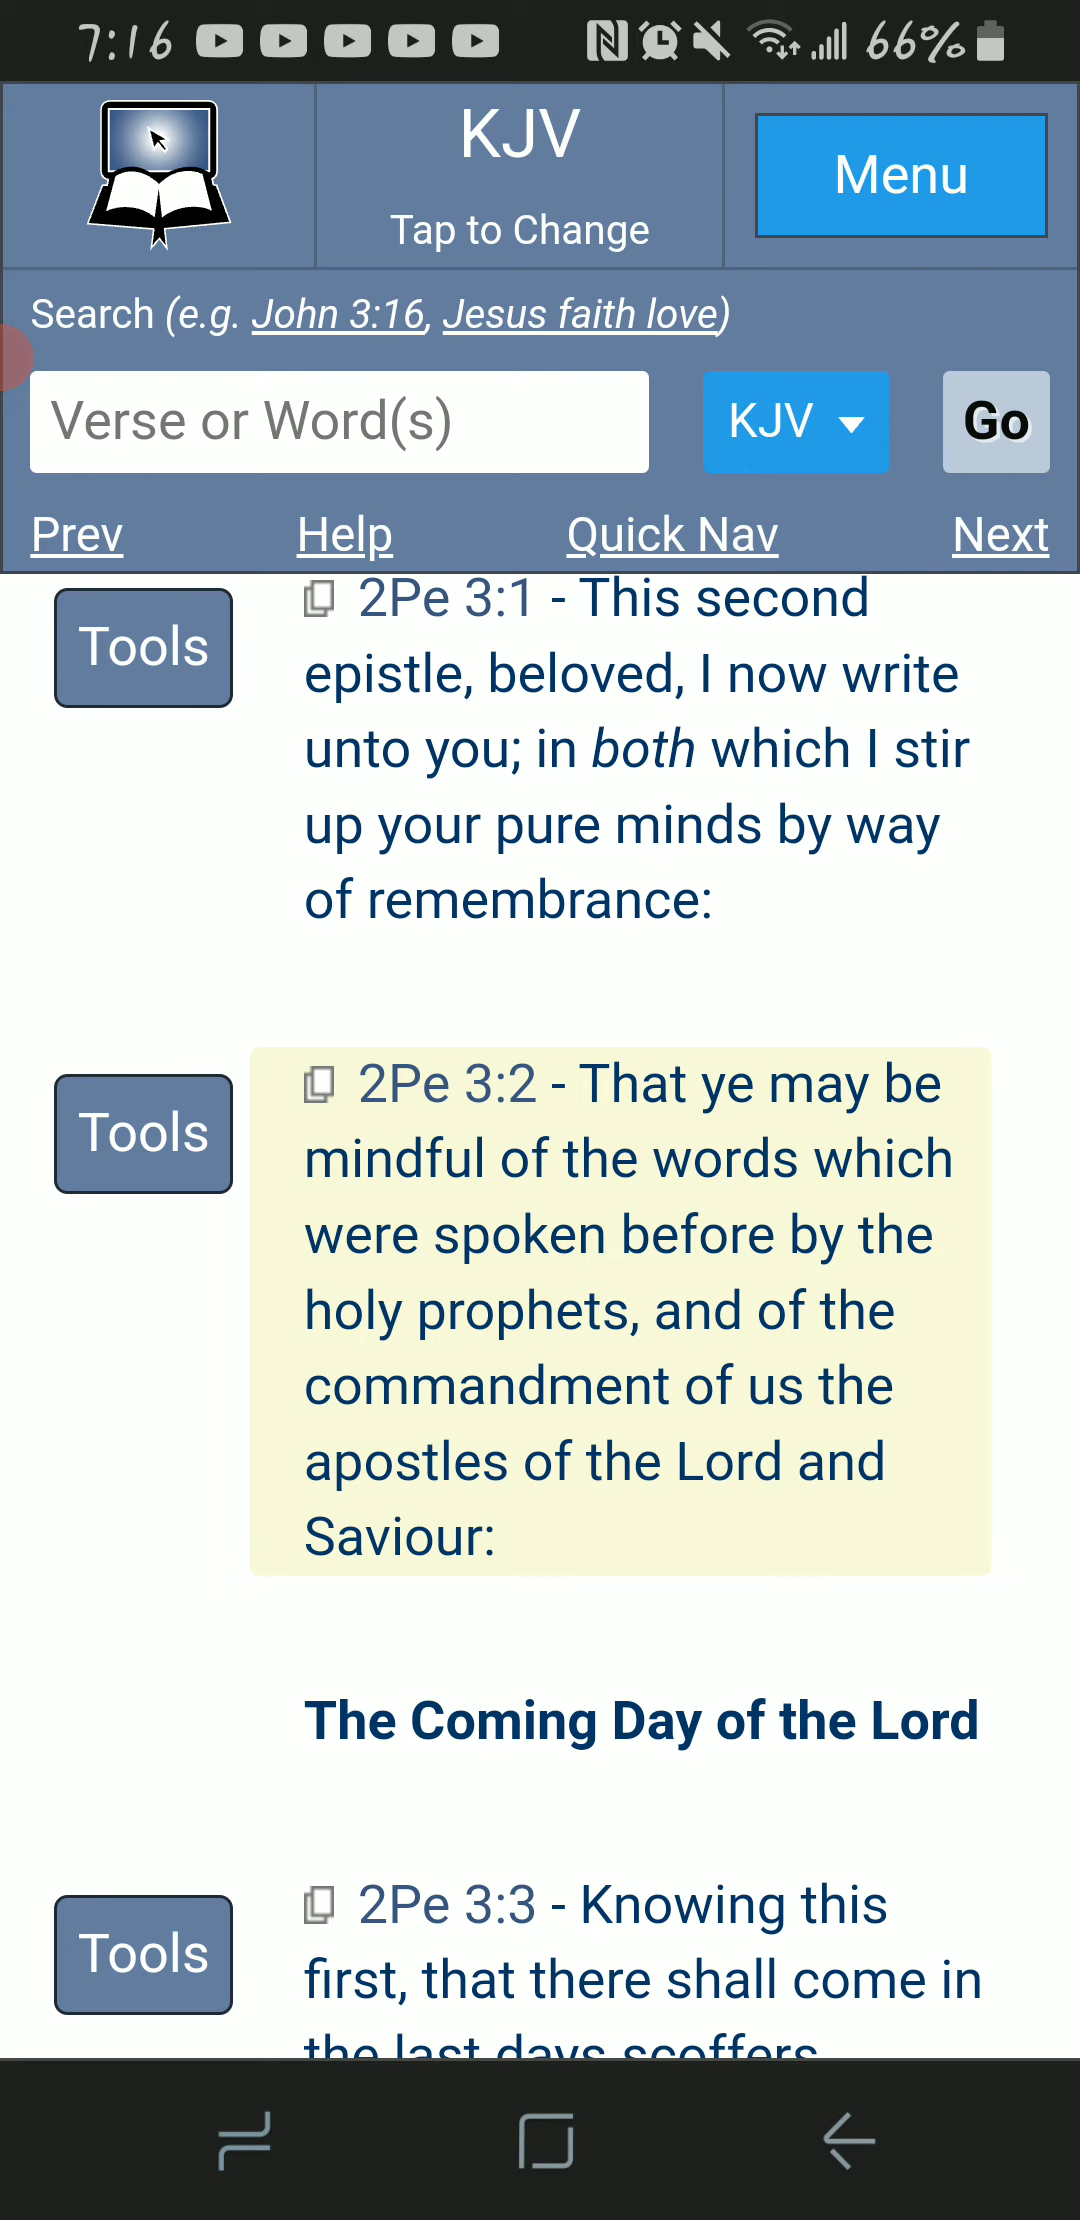 7:16 66%
KJV
Tap to Change
Menu
Search (e.g. John 3:16, Jesus faith love)
Verse or Word(s)
KJV
Go
Prev Help Quick Nav Next
Tools
2Pe 3:1 - This second
epistle, beloved, I now write
unto you; in both which I stir
up your pure minds by way
of remembrance:
Tools
2Pe 3:2 - That ye may be
mindful of the words which
were spoken before by the
holy prophets, and of the
commandment of us the
apostles of the Lord and
Saviour:
The Coming Day of the Lord
Tools
2Pe 3:3 - Knowing this
first, that there shall come in
the last days scoffers